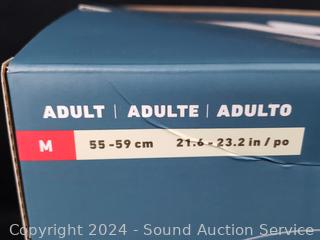 ADULT | ADULTE | ADULTO
M 55-59 cm 21.6 - 23.2 in / po
Copyright 2024 - Sound Auction Service